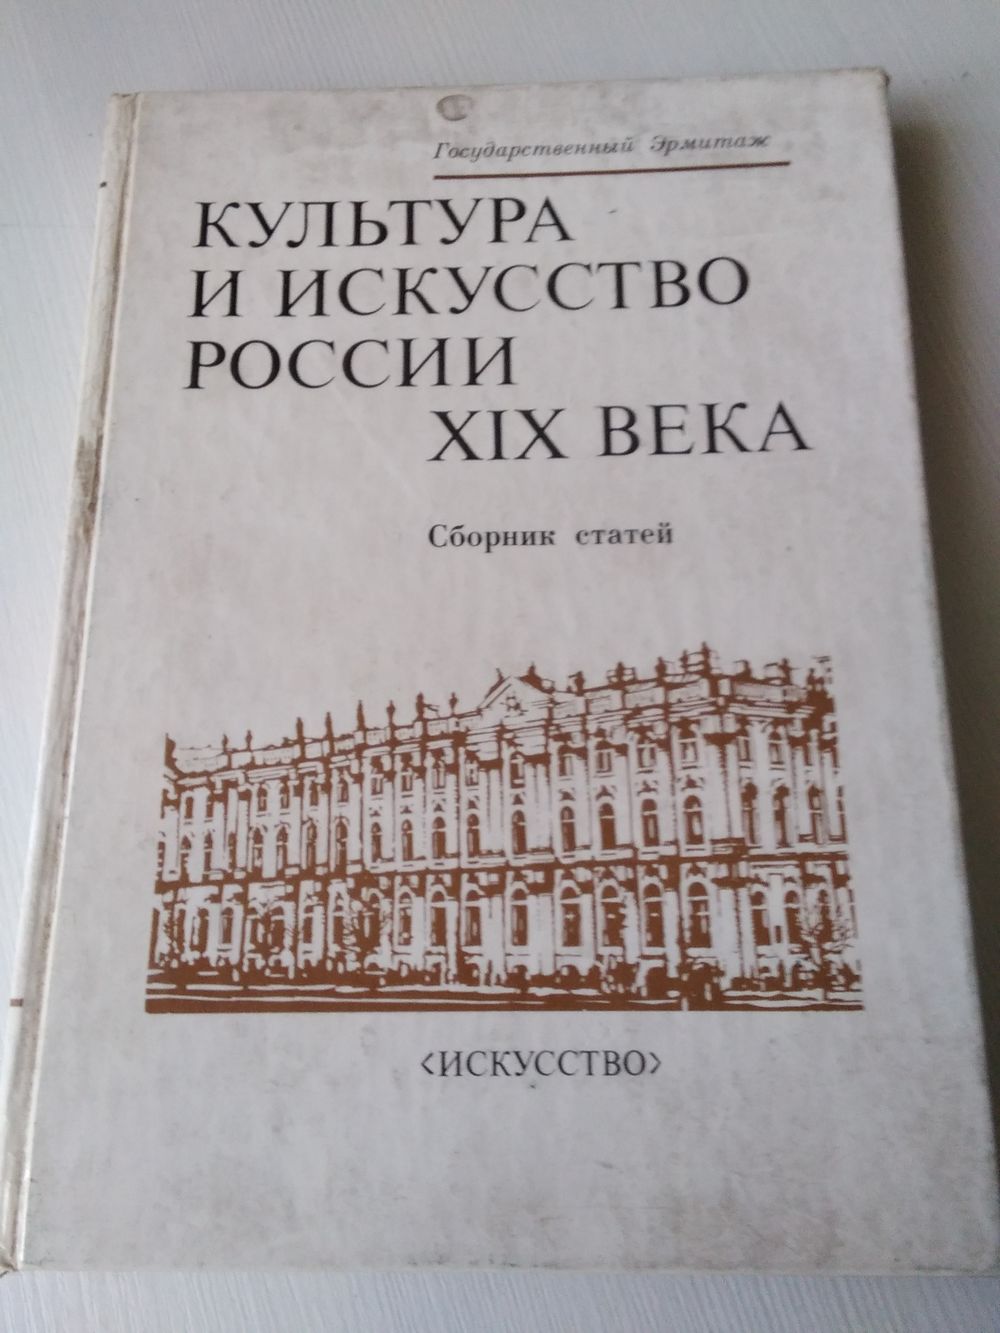 Государственный Эрмитаж
КУЛЬТУРА
И ИСКУССТВО
РОССИИ
XIX ВЕКА
Сборник статей
<ИСКУССТВО>